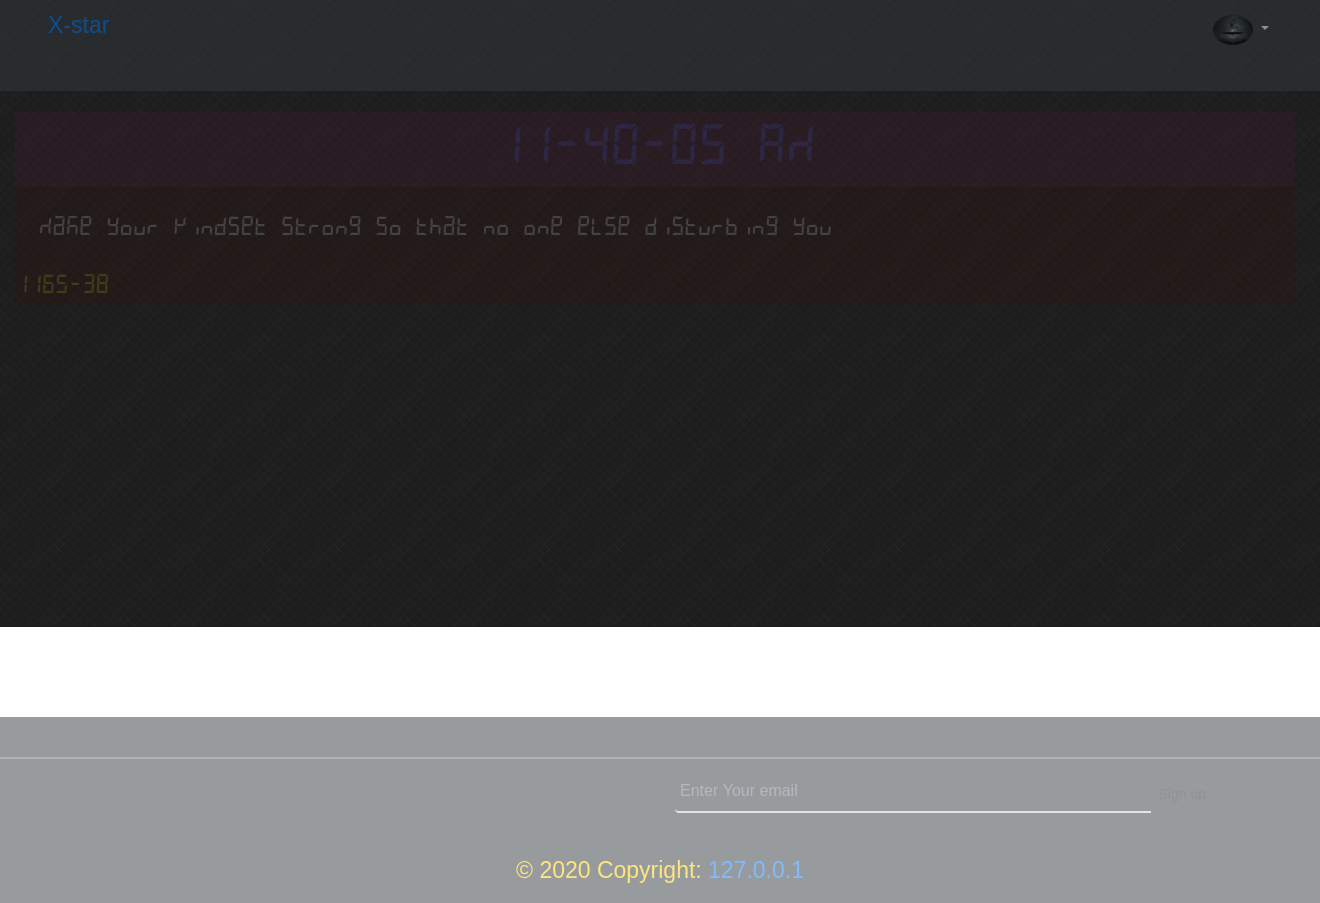 X-star
11-40-05 AM
Make your Mindset Strong So that no one else disturbing you
1165-38
Enter Your email
Sign up
© 2020 Copyright: 127.0.0.1